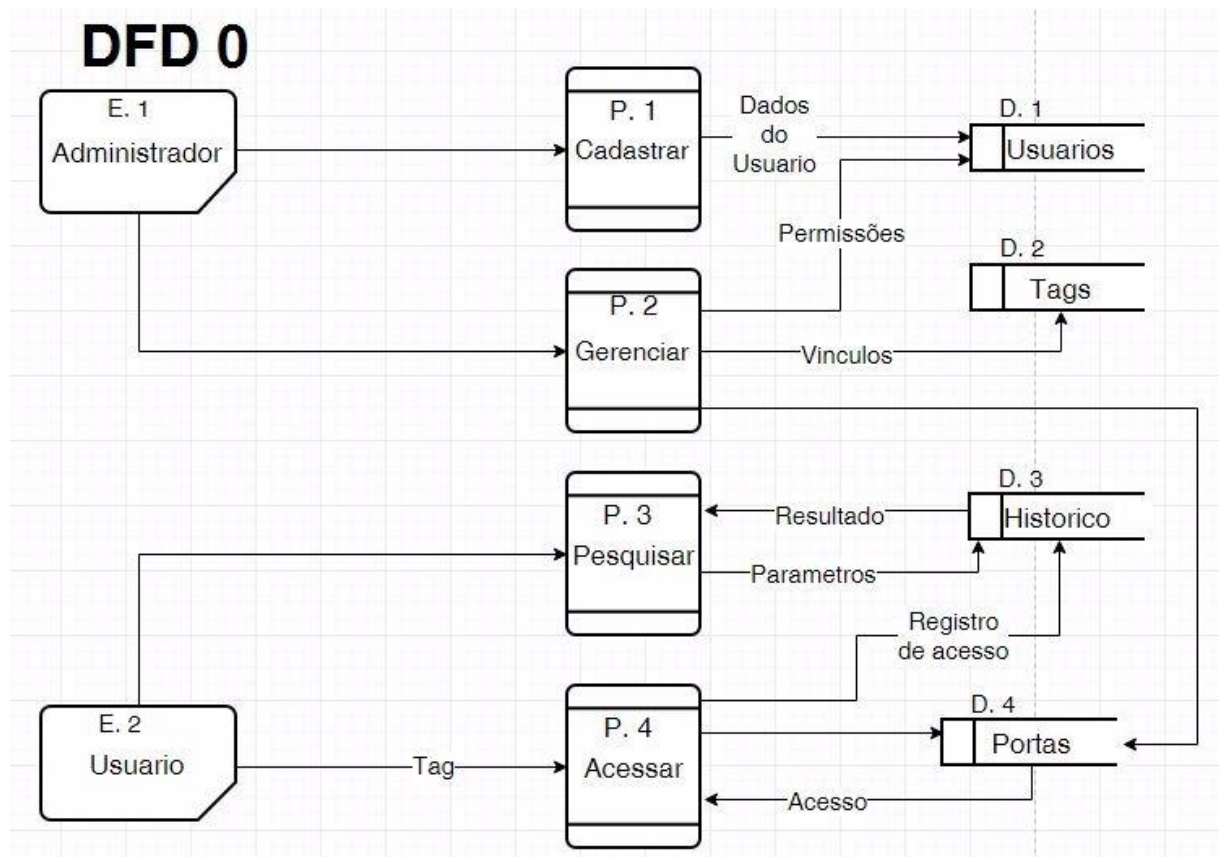 DFD 0
E. 1
Administrador
P. 1
Cadastrar
Dados
do
Usuario
D. 1
Usuarios
Permissões
D. 2
Tags
P. 2
Gerenciar
Vinculos
P. 3
Pesquisar
Resultado
Parametros
D. 3
Historico
Registro
de acesso
E. 2
Usuario
Tag
P. 4
Acessar
D. 4
Portas
Acesso